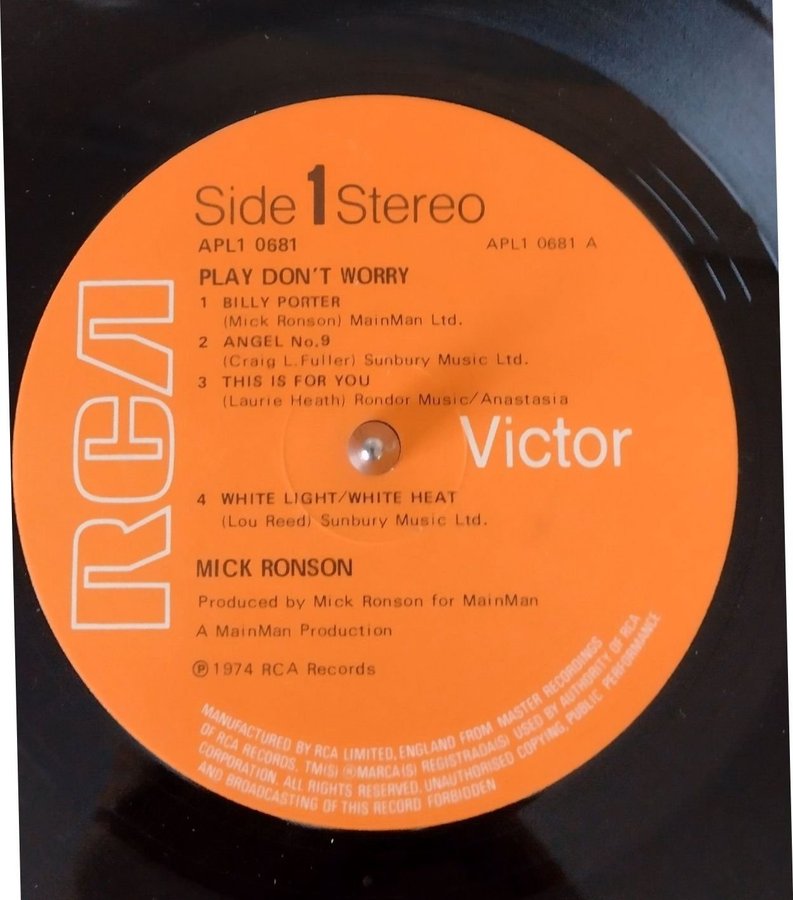 Side 1 Stereo
APL1 0681 APL1 0681 A
PLAY DON'T WORRY
1 BILLY PORTER
(Mick Ronson) MainMan Ltd.
2 ANGEL No.9
(Craig L.Fuller) Sunbury Music Ltd.
3 THIS IS FOR YOU
(Laurie Heath) Rondor Music/Anastasia
RCA
Victor
4 WHITE LIGHT/WHITE HEAT
(Lou Reed) Sunbury Music Ltd.
MICK RONSON
Produced by Mick Ronson for MainMan
A MainMan Production
℗ 1974 RCA Records
MANUFACTURED BY RCA LIMITED, ENGLAND FROM MASTER RECORDINGS
OF RCA RECORDS. TM(S) ® MARCA(S) REGISTRADA(S) USED BY AUTHORITY OF RCA
CORPORATION. ALL RIGHTS RESERVED. UNAUTHORISED COPYING, PUBLIC PERFORMANCE
AND BROADCASTING OF THIS RECORD FORBIDDEN